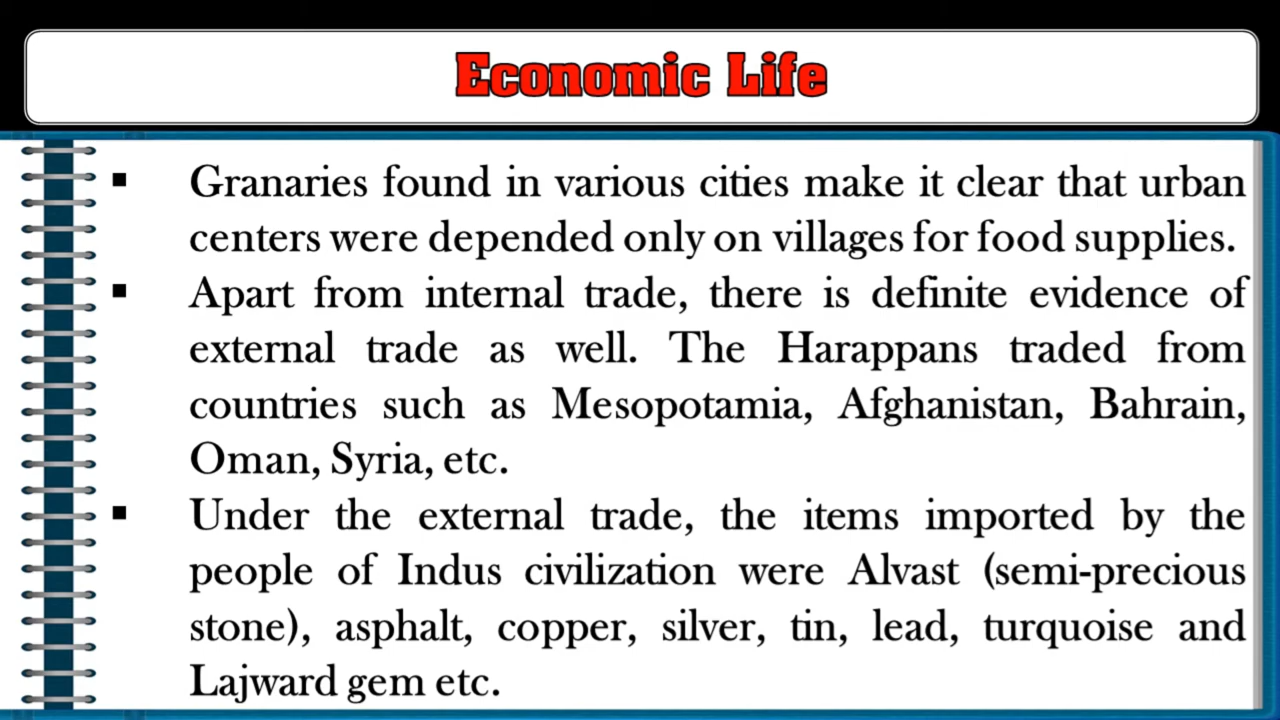 Economic Life
▪ Granaries found in various cities make it clear that urban
centers were depended only on villages for food supplies.
▪ Apart from internal trade, there is definite evidence of
external trade as well. The Harappans traded from
countries such as Mesopotamia, Afghanistan, Bahrain,
Oman, Syria, etc.
▪ Under the external trade, the items imported by the
people of Indus civilization were Alvast (semi-precious
stone), asphalt, copper, silver, tin, lead, turquoise and
Lajward gem etc.